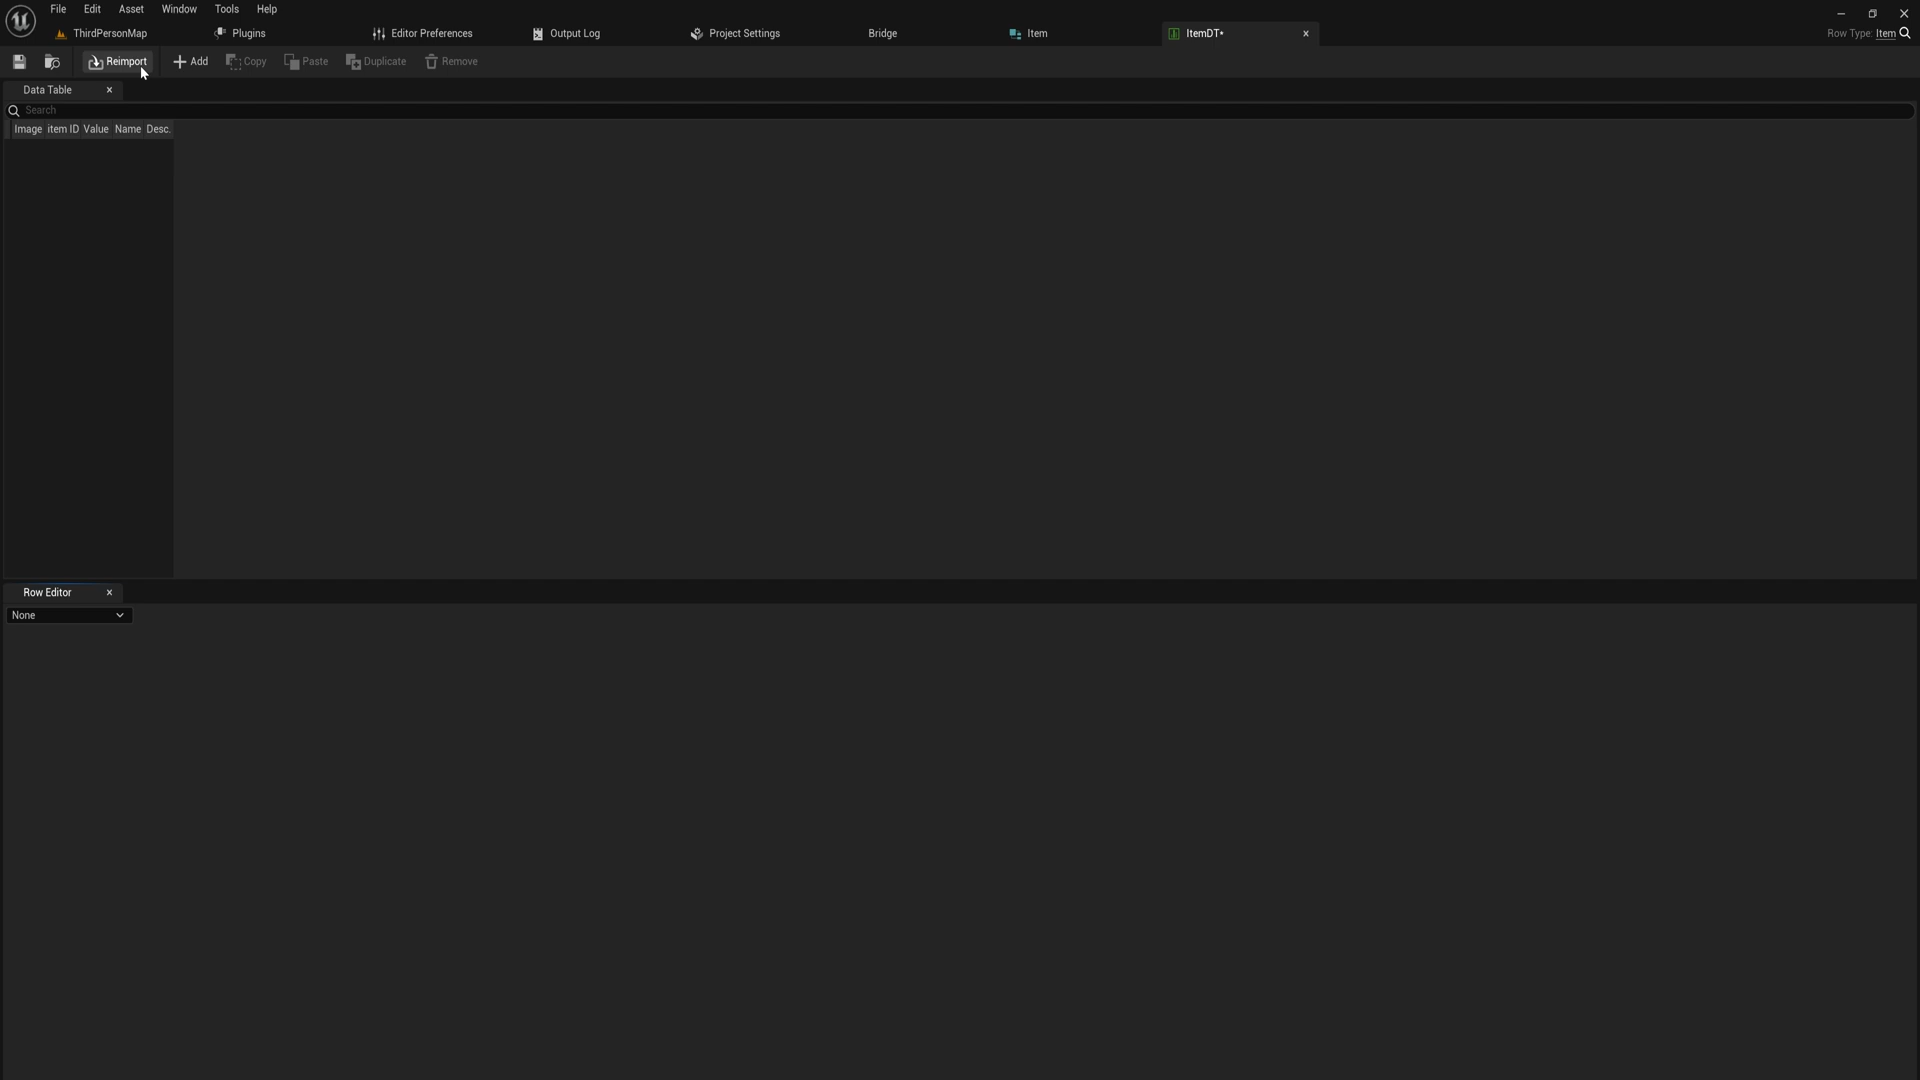 File Edit Asset Window Tools Help
ThirdPersonMap Plugins Editor Preferences Output Log Project Settings Bridge Item ItemDT* Row Type: Item
Reimport Add Copy Paste Duplicate Remove
Data Table
Search
Image item ID Value Name Desc.
Row Editor
None